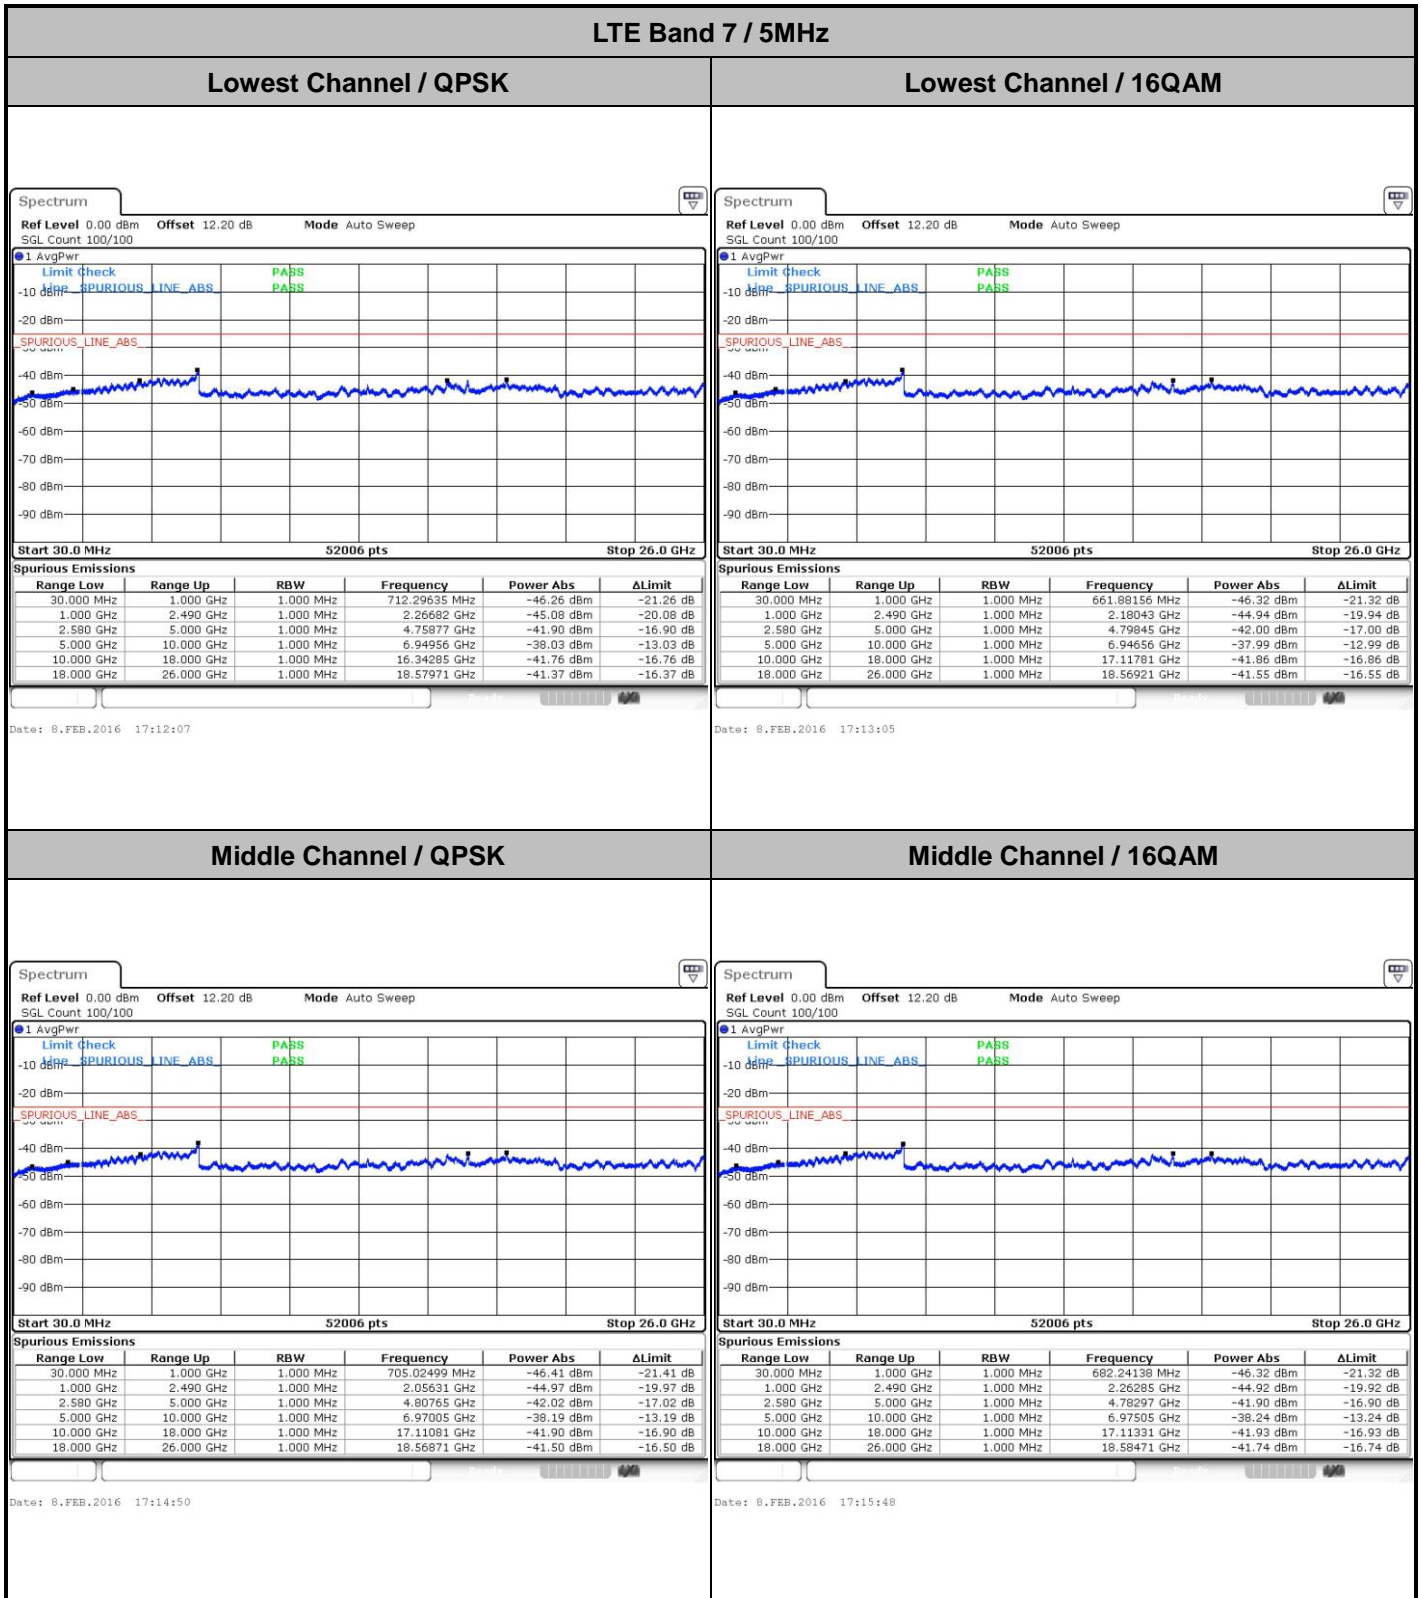 LTE Band 7 / 5MHz
Lowest Channel / QPSK
Lowest Channel / 16QAM
Spectrum
Ref Level 0.00 dBm Offset 12.20 dB Mode Auto Sweep
SGL Count 100/100
1 AvgPwr
Limit Check PASS
Line _SPURIOUS_LINE_ABS_ PASS
-10 dBm
-20 dBm
_SPURIOUS_LINE_ABS_
-30 dBm
-40 dBm
-50 dBm
-60 dBm
-70 dBm
-80 dBm
-90 dBm
Start 30.0 MHz 52006 pts Stop 26.0 GHz
Spurious Emissions
Range Low Range Up RBW Frequency Power Abs ΔLimit
30.000 MHz 1.000 GHz 1.000 MHz 712.29635 MHz -46.26 dBm -21.26 dB
1.000 GHz 2.490 GHz 1.000 MHz 2.26682 GHz -45.08 dBm -20.08 dB
2.580 GHz 5.000 GHz 1.000 MHz 4.75877 GHz -41.90 dBm -16.90 dB
5.000 GHz 10.000 GHz 1.000 MHz 6.94956 GHz -38.03 dBm -13.03 dB
10.000 GHz 18.000 GHz 1.000 MHz 16.34285 GHz -41.76 dBm -16.76 dB
18.000 GHz 26.000 GHz 1.000 MHz 18.57971 GHz -41.37 dBm -16.37 dB
Date: 8.FEB.2016 17:12:07
Spectrum
Ref Level 0.00 dBm Offset 12.20 dB Mode Auto Sweep
SGL Count 100/100
1 AvgPwr
Limit Check PASS
Line _SPURIOUS_LINE_ABS_ PASS
-10 dBm
-20 dBm
_SPURIOUS_LINE_ABS_
-30 dBm
-40 dBm
-50 dBm
-60 dBm
-70 dBm
-80 dBm
-90 dBm
Start 30.0 MHz 52006 pts Stop 26.0 GHz
Spurious Emissions
Range Low Range Up RBW Frequency Power Abs ΔLimit
30.000 MHz 1.000 GHz 1.000 MHz 661.88156 MHz -46.32 dBm -21.32 dB
1.000 GHz 2.490 GHz 1.000 MHz 2.18043 GHz -44.94 dBm -19.94 dB
2.580 GHz 5.000 GHz 1.000 MHz 4.79845 GHz -42.00 dBm -17.00 dB
5.000 GHz 10.000 GHz 1.000 MHz 6.94656 GHz -37.99 dBm -12.99 dB
10.000 GHz 18.000 GHz 1.000 MHz 17.11781 GHz -41.86 dBm -16.86 dB
18.000 GHz 26.000 GHz 1.000 MHz 18.56921 GHz -41.55 dBm -16.55 dB
Date: 8.FEB.2016 17:13:05
Middle Channel / QPSK
Middle Channel / 16QAM
Spectrum
Ref Level 0.00 dBm Offset 12.20 dB Mode Auto Sweep
SGL Count 100/100
1 AvgPwr
Limit Check PASS
Line _SPURIOUS_LINE_ABS_ PASS
-10 dBm
-20 dBm
_SPURIOUS_LINE_ABS_
-30 dBm
-40 dBm
-50 dBm
-60 dBm
-70 dBm
-80 dBm
-90 dBm
Start 30.0 MHz 52006 pts Stop 26.0 GHz
Spurious Emissions
Range Low Range Up RBW Frequency Power Abs ΔLimit
30.000 MHz 1.000 GHz 1.000 MHz 705.02499 MHz -46.41 dBm -21.41 dB
1.000 GHz 2.490 GHz 1.000 MHz 2.05631 GHz -44.97 dBm -19.97 dB
2.580 GHz 5.000 GHz 1.000 MHz 4.80765 GHz -42.02 dBm -17.02 dB
5.000 GHz 10.000 GHz 1.000 MHz 6.97005 GHz -38.19 dBm -13.19 dB
10.000 GHz 18.000 GHz 1.000 MHz 17.11081 GHz -41.90 dBm -16.90 dB
18.000 GHz 26.000 GHz 1.000 MHz 18.56871 GHz -41.50 dBm -16.50 dB
Date: 8.FEB.2016 17:14:50
Spectrum
Ref Level 0.00 dBm Offset 12.20 dB Mode Auto Sweep
SGL Count 100/100
1 AvgPwr
Limit Check PASS
Line _SPURIOUS_LINE_ABS_ PASS
-10 dBm
-20 dBm
_SPURIOUS_LINE_ABS_
-30 dBm
-40 dBm
-50 dBm
-60 dBm
-70 dBm
-80 dBm
-90 dBm
Start 30.0 MHz 52006 pts Stop 26.0 GHz
Spurious Emissions
Range Low Range Up RBW Frequency Power Abs ΔLimit
30.000 MHz 1.000 GHz 1.000 MHz 682.24138 MHz -46.32 dBm -21.32 dB
1.000 GHz 2.490 GHz 1.000 MHz 2.26285 GHz -44.92 dBm -19.92 dB
2.580 GHz 5.000 GHz 1.000 MHz 4.78297 GHz -41.90 dBm -16.90 dB
5.000 GHz 10.000 GHz 1.000 MHz 6.97505 GHz -38.24 dBm -13.24 dB
10.000 GHz 18.000 GHz 1.000 MHz 17.11331 GHz -41.93 dBm -16.93 dB
18.000 GHz 26.000 GHz 1.000 MHz 18.58471 GHz -41.74 dBm -16.74 dB
Date: 8.FEB.2016 17:15:48